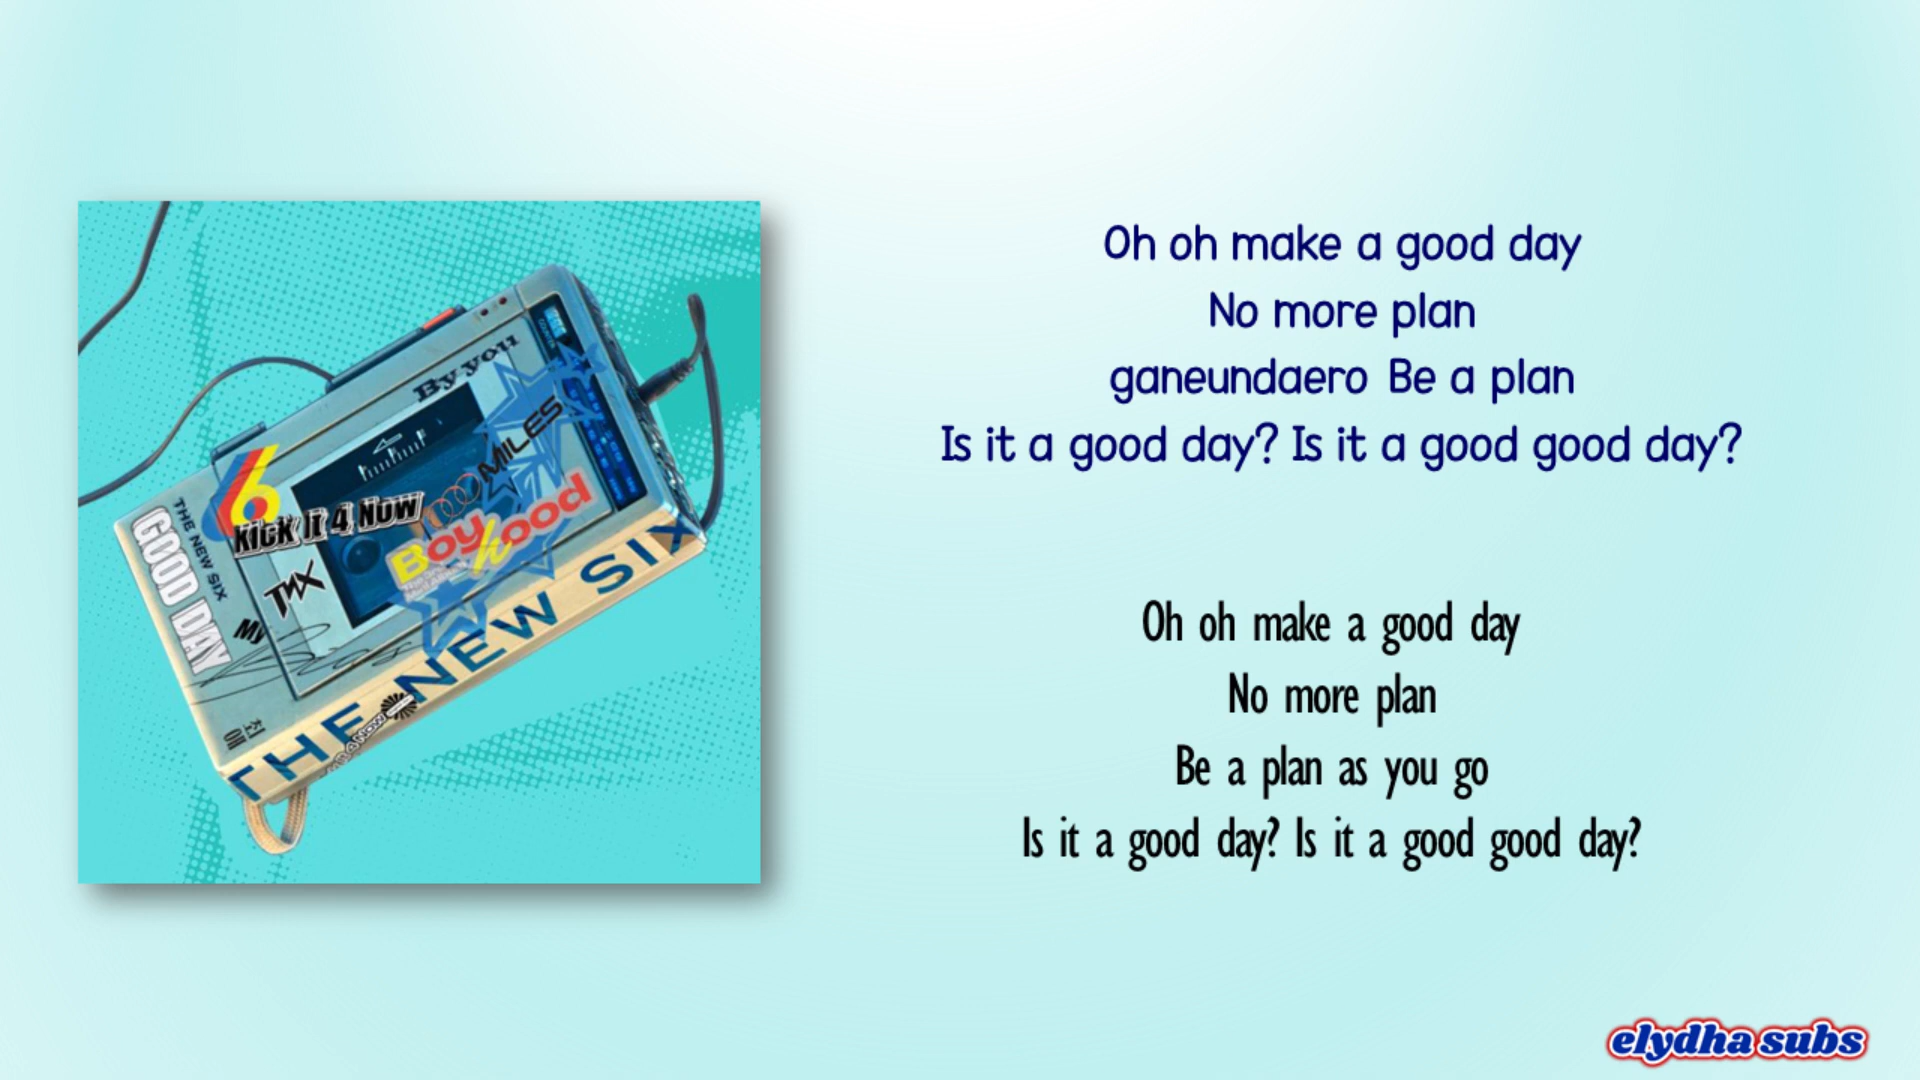 By you
MILES
6
Kick It 4 Now
Boyhood
THE NEW SIX
GOOD DAY
TNX
My
THE NEW SIX
Oh oh make a good day
No more plan
ganeundaero Be a plan
Is it a good day? Is it a good good day?
Oh oh make a good day
No more plan
Be a plan as you go
Is it a good day? Is it a good good day?
elydha subs